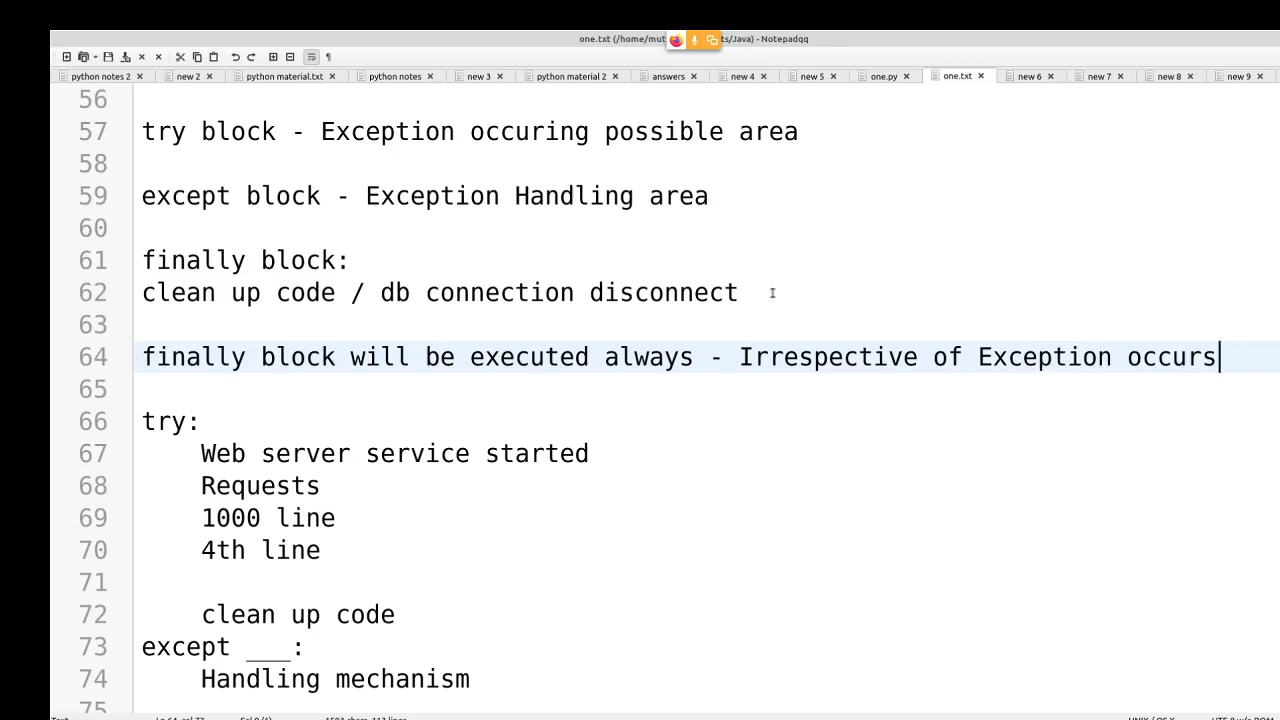 one.txt (/home/mut ts/Java) - Notepadqq
python notes 2 new 2 python material.txt python notes new 3 python material 2 answers new 4 new 5 one.py one.txt new 6 new 7 new 8 new 9
56
57 try block - Exception occuring possible area
58
59 except block - Exception Handling area
60
61 finally block:
62 clean up code / db connection disconnect
63
64 finally block will be executed always - Irrespective of Exception occurs
65
66 try:
67 Web server service started
68 Requests
69 1000 line
70 4th line
71
72 clean up code
73 except ___:
74 Handling mechanism
75